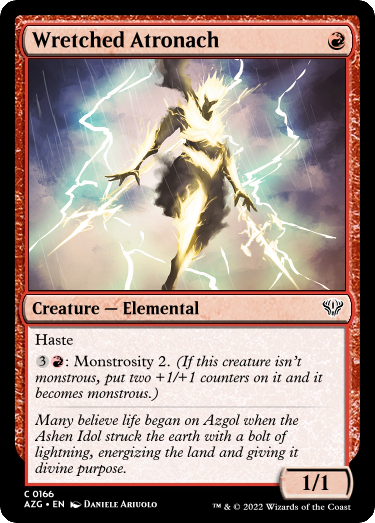 Wretched Atronach
Creature — Elemental
Haste
3 : Monstrosity 2. (If this creature isn't
monstrous, put two +1/+1 counters on it and it
becomes monstrous.)
Many believe life began on Azgol when the
Ashen Idol struck the earth with a bolt of
lightning, energizing the land and giving it
divine purpose.
1/1
C 0166
AZG • EN Daniele Ariuolo
™ & © 2022 Wizards of the Coast